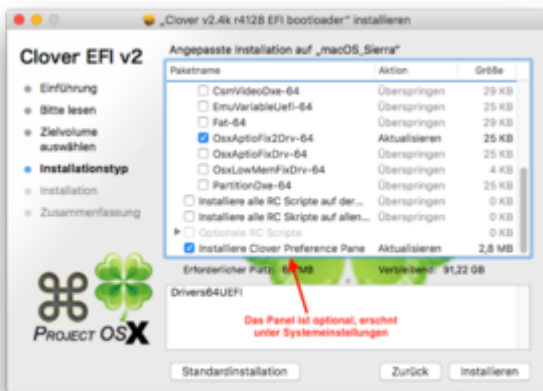 „Clover v2.4k r4128 EFI bootloader“ installieren
Clover EFI v2
Einführung
Bitte lesen
Zielvolume
auswählen
Installationstyp
Installation
Zusammenfassung
Angepasste Installation auf „macOS_Sierra“
Paketname Aktion Größe
CsmVideoDxe-64 Überspringen 29 KB
EmuVariableUefi-64 Überspringen 25 KB
Fat-64 Überspringen 29 KB
OsxAptioFix2Drv-64 Aktualisieren 25 KB
OsxAptioFixDrv-64 Überspringen 25 KB
OsxLowMemFixDrv-64 Überspringen 4 KB
PartitionDxe-64 Überspringen 25 KB
Installiere alle RC Scripte auf der... Überspringen 0 KB
Installiere alle RC Skripte auf allen... Überspringen 0 KB
Optionale RC Scripte 0 KB
Installiere Clover Preference Pane Aktualisieren 2,8 MB
Erforderlicher Platz: MB Verbleibend: 91,22 GB
Drivers64UEFI
Das Panel ist optional, erschnt
unter Systemeinstellungen
PROJECT OSX
Standardinstallation Zurück Installieren